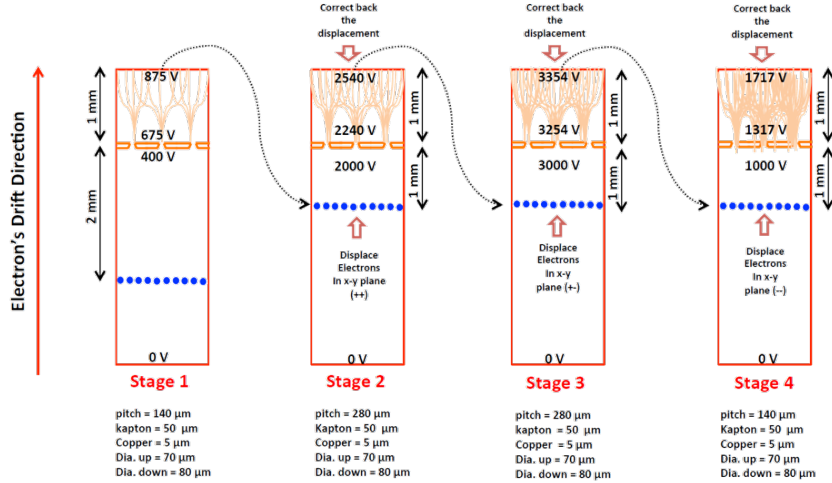 Correct back
the
displacement
Correct back
the
displacement
Correct back
the
displacement
Electron's Drift Direction
875 V
1 mm
675 V
400 V
2 mm
0 V
Stage 1
pitch = 140 μm
kapton = 50 μm
Copper = 5 μm
Dia. up = 70 μm
Dia. down = 80 μm
2540 V
1 mm
2240 V
2000 V
1 mm
Displace
Electrons
In x-y plane
(++)
0 V
Stage 2
pitch = 280 μm
Kapton = 50 μm
Copper = 5 μm
Dia. up = 70 μm
Dia. down = 80 μm
3354 V
1 mm
3254 V
3000 V
1 mm
Displace
Electrons
In x-y
plane (+-)
0 V
Stage 3
pitch = 280 μm
kapton = 50 μm
Copper = 5 μm
Dia. up = 70 μm
Dia. down = 80 μm
1717 V
1 mm
1317 V
1000 V
1 mm
Displace
Electrons
In x-y
plane (--)
0 V
Stage 4
pitch = 140 μm
Kapton = 50 μm
Copper = 5 μm
Dia. up = 70 μm
Dia. down = 80 μm